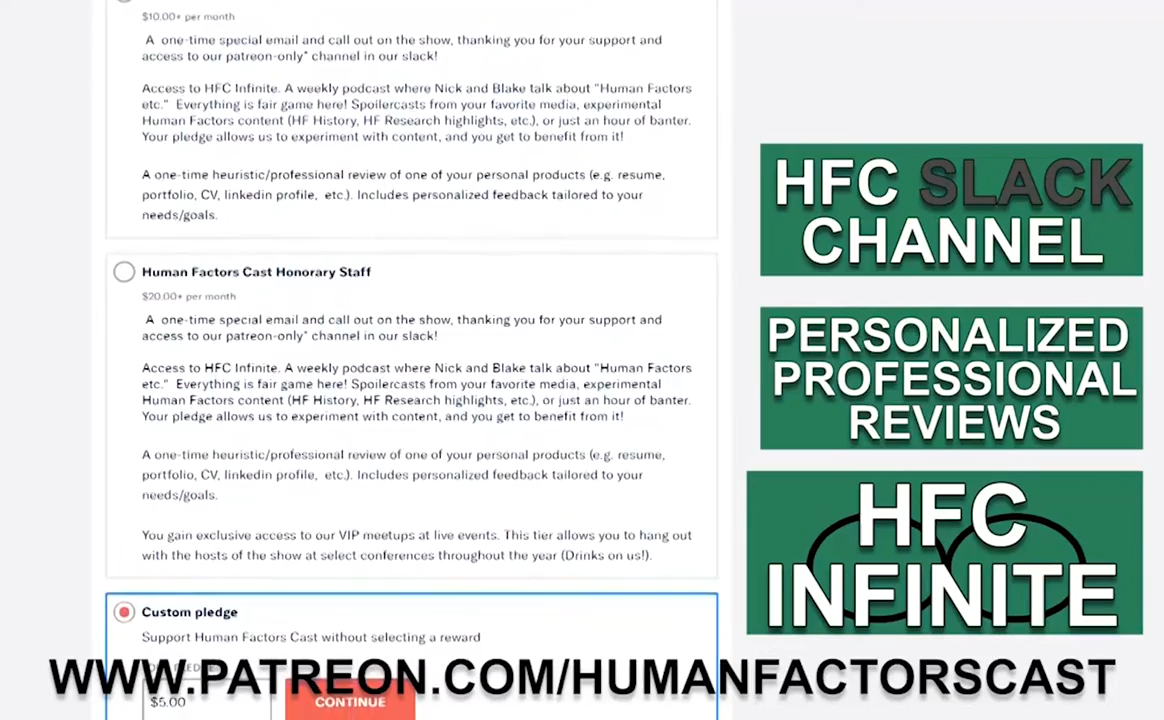 $10.00+ per month
A one-time special email and call out on the show, thanking you for your support and
access to our patreon-only* channel in our slack!
Access to HFC Infinite. A weekly podcast where Nick and Blake talk about "Human Factors
etc." Everything is fair game here! Spoilercasts from your favorite media, experimental
Human Factors content (HF History, HF Research highlights, etc.), or just an hour of banter.
Your pledge allows us to experiment with content, and you get to benefit from it!
A one-time heuristic/professional review of one of your personal products (e.g. resume,
portfolio, CV, linkedin profile, etc.). Includes personalized feedback tailored to your
needs/goals.
Human Factors Cast Honorary Staff
$20.00+ per month
A one-time special email and call out on the show, thanking you for your support and
access to our patreon-only* channel in our slack!
Access to HFC Infinite. A weekly podcast where Nick and Blake talk about "Human Factors
etc." Everything is fair game here! Spoilercasts from your favorite media, experimental
Human Factors content (HF History, HF Research highlights, etc.), or just an hour of banter.
Your pledge allows us to experiment with content, and you get to benefit from it!
A one-time heuristic/professional review of one of your personal products (e.g. resume,
portfolio, CV, linkedin profile, etc.). Includes personalized feedback tailored to your
needs/goals.
You gain exclusive access to our VIP meetups at live events. This tier allows you to hang out
with the hosts of the show at select conferences throughout the year (Drinks on us!).
Custom pledge
Support Human Factors Cast without selecting a reward
$5.00
CONTINUE
HFC SLACK
CHANNEL
PERSONALIZED
PROFESSIONAL
REVIEWS
HFC
INFINITE
WWW.PATREON.COM/HUMANFACTORSCAST